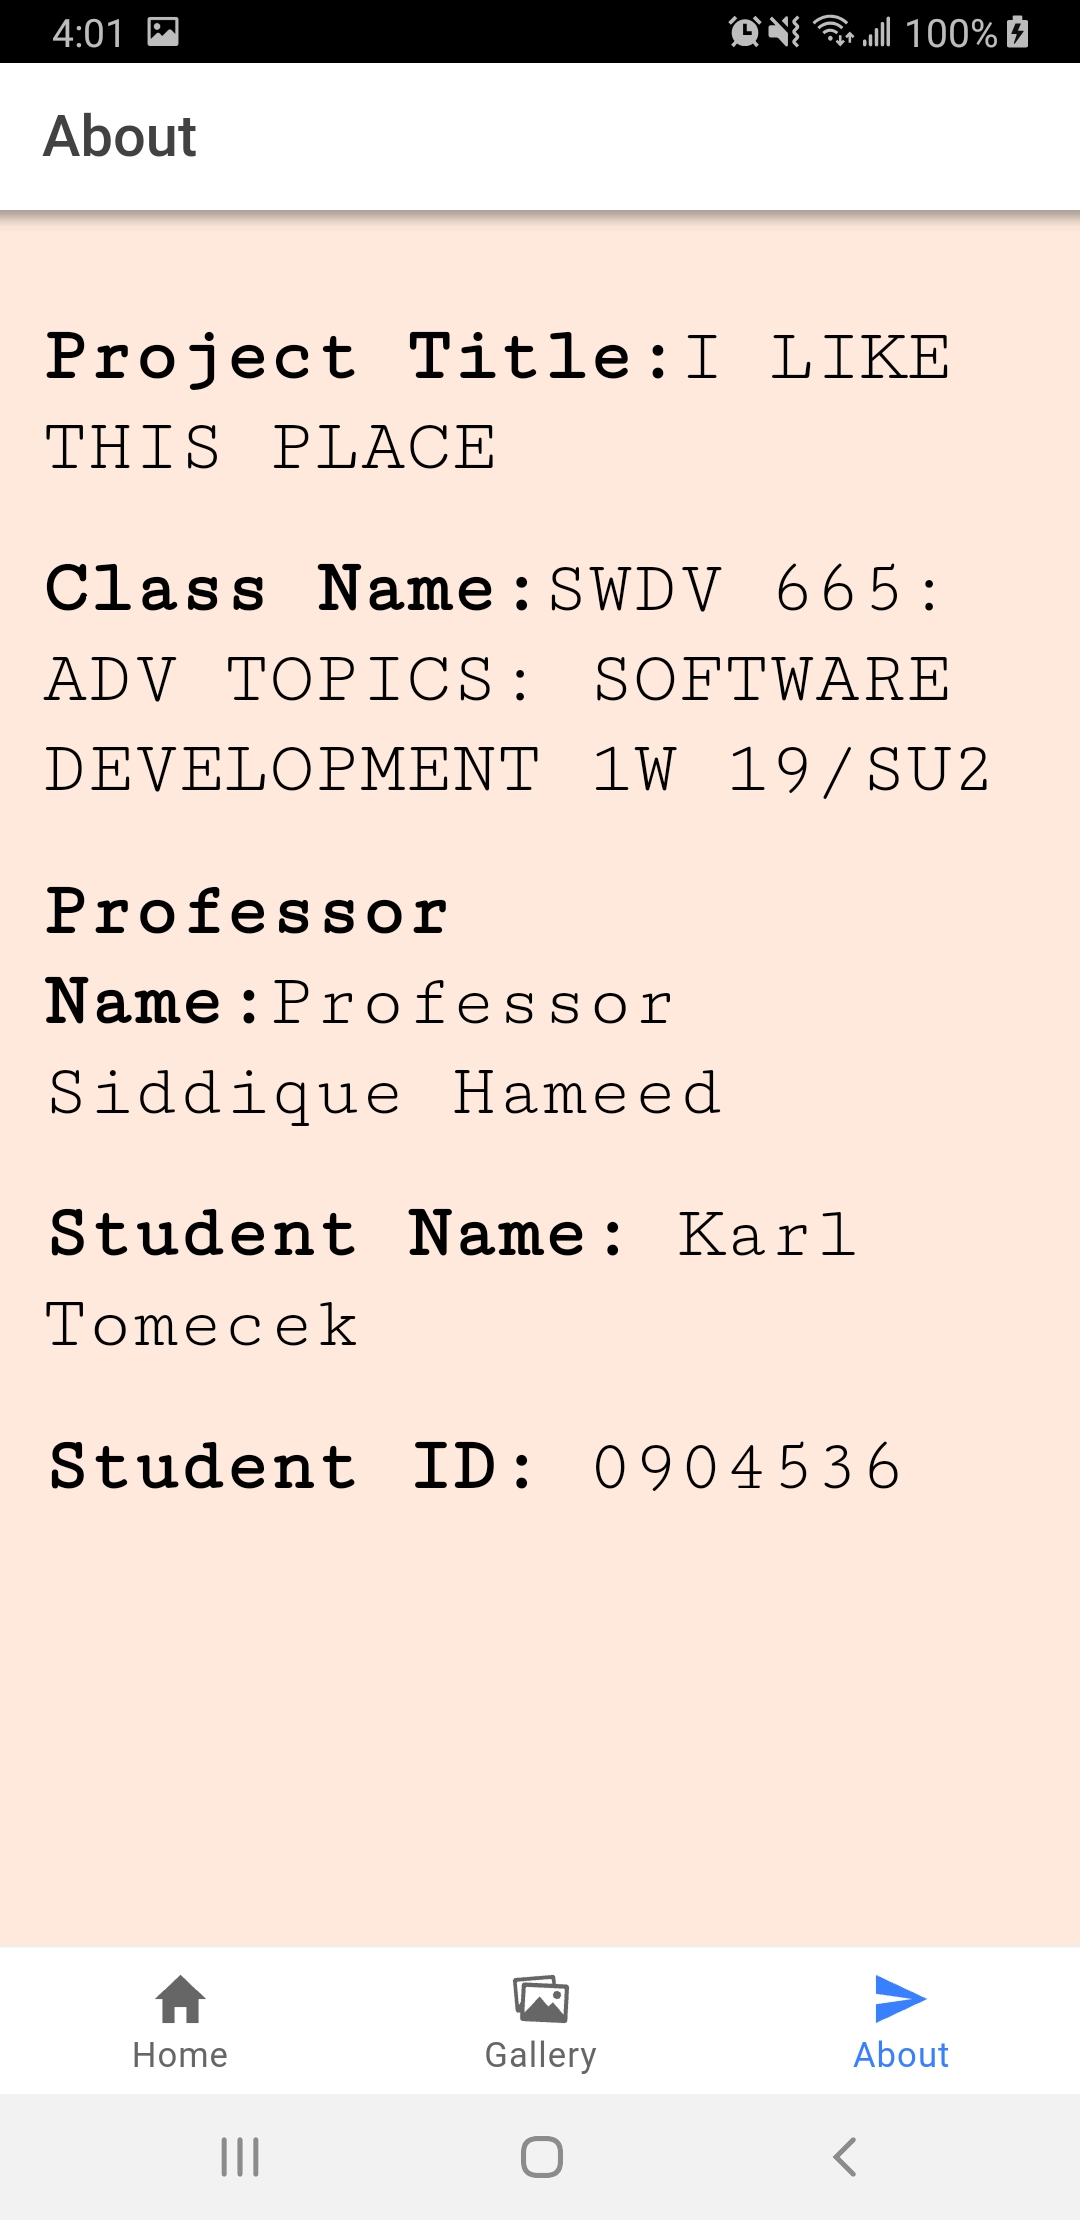 4:01 100%
About
Project Title:I LIKE
THIS PLACE
Class Name:SWDV 665:
ADV TOPICS: SOFTWARE
DEVELOPMENT 1W 19/SU2
Professor
Name:Professor
Siddique Hameed
Student Name: Karl
Tomecek
Student ID: 0904536
Home Gallery About